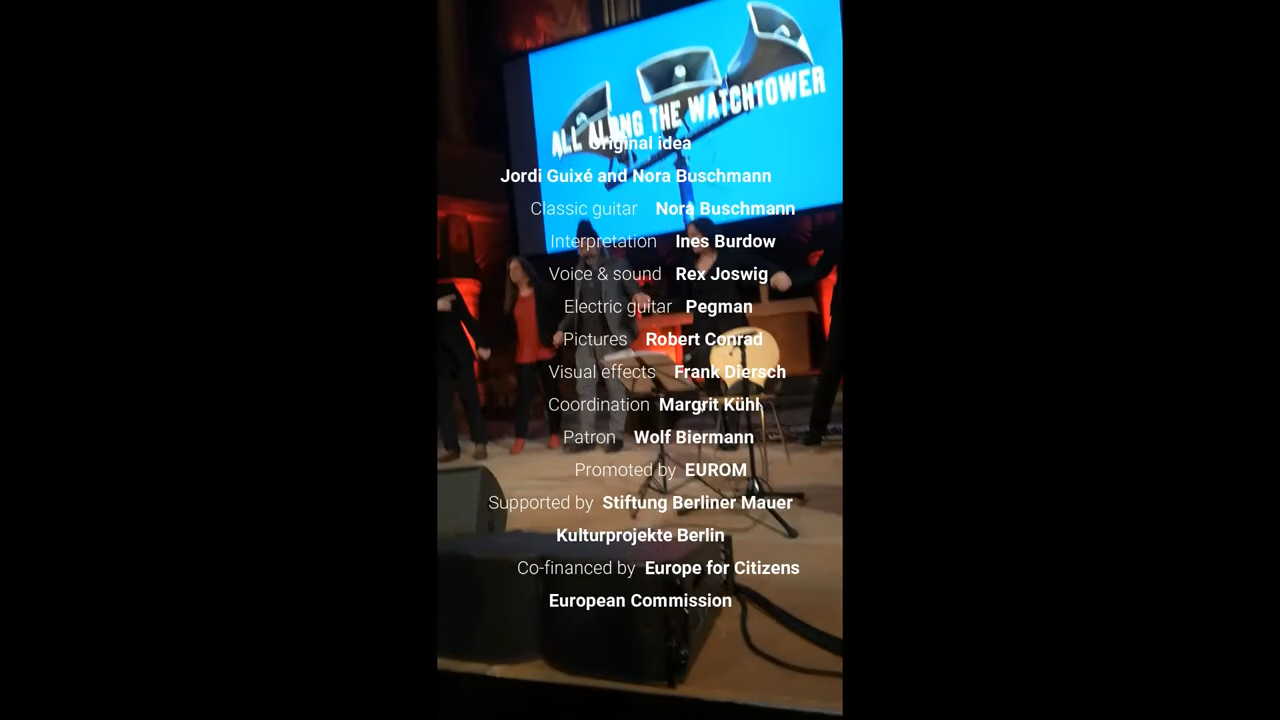 ALL ALONG THE WATCHTOWER
Original idea
Jordi Guixé and Nora Buschmann
Classic guitar Nora Buschmann
Interpretation Ines Burdow
Voice & sound Rex Joswig
Electric guitar Pegman
Pictures Robert Conrad
Visual effects Frank Diersch
Coordination Margrit Kühl
Patron Wolf Biermann
Promoted by EUROM
Supported by Stiftung Berliner Mauer
Kulturprojekte Berlin
Co-financed by Europe for Citizens
European Commission